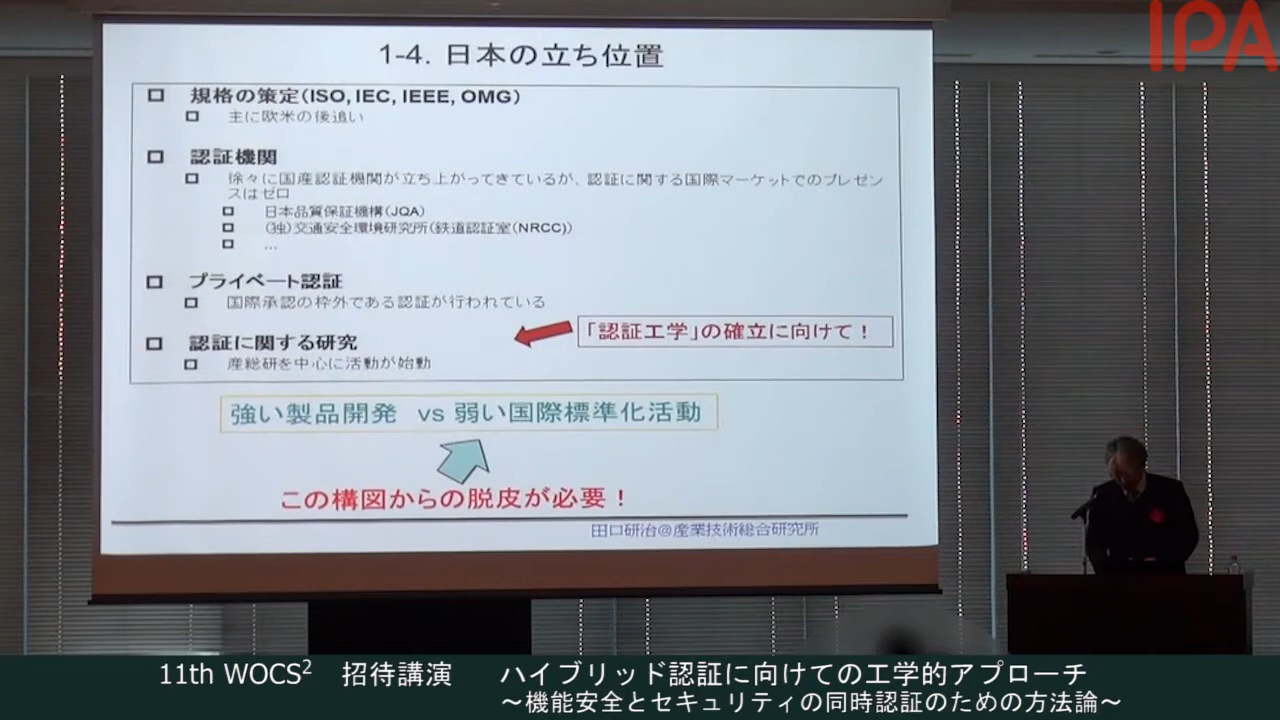 IPA
1-4. 日本の立ち位置
規格の策定(ISO, IEC, IEEE, OMG)
主に欧米の後追い
認証機関
徐々に国産認証機関が立ち上がってきているが、認証に関する国際マーケットでのプレゼン
スはゼロ
日本品質保証機構(JQA)
(独)交通安全環境研究所(鉄道認証室(NRCC))
...
プライベート認証
国際承認の枠外である認証が行われている
認証に関する研究
「認証工学」の確立に向けて!
産総研を中心に活動が始動
強い製品開発 vs 弱い国際標準化活動
この構図からの脱皮が必要!
田口研治@産業技術総合研究所
11th WOCS² 招待講演 ハイブリッド認証に向けての工学的アプローチ
～機能安全とセキュリティの同時認証のための方法論～